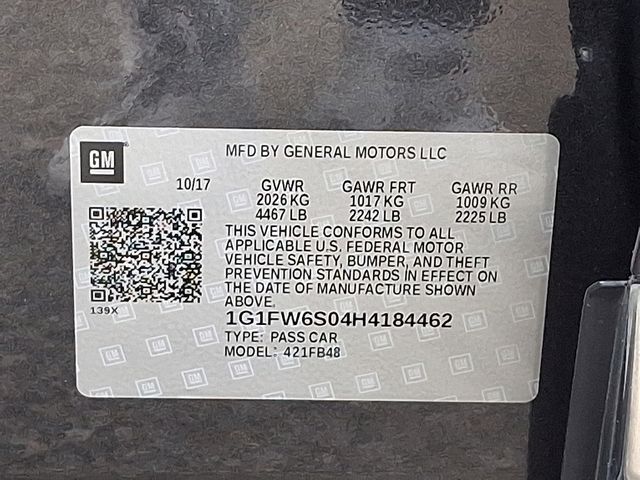 GM
MFD BY GENERAL MOTORS LLC
10/17 GVWR GAWR FRT GAWR RR
2026 KG 1017 KG 1009 KG
4467 LB 2242 LB 2225 LB
THIS VEHICLE CONFORMS TO ALL
APPLICABLE U.S. FEDERAL MOTOR
VEHICLE SAFETY, BUMPER, AND THEFT
PREVENTION STANDARDS IN EFFECT ON
THE DATE OF MANUFACTURE SHOWN
ABOVE.
139X
1G1FW6S04H4184462
TYPE: PASS CAR
MODEL: 421FB48